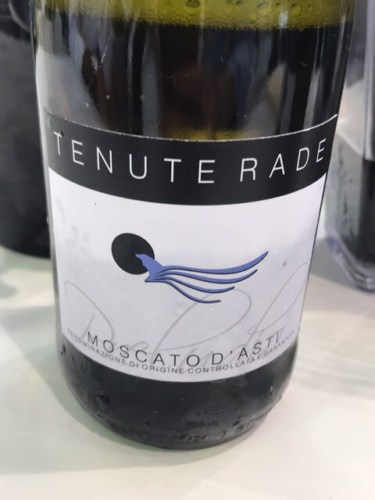 TENUTE RADE
MOSCATO D'ASTI
DENOMINAZIONE DI ORIGINE CONTROLLATA E GARANTITA